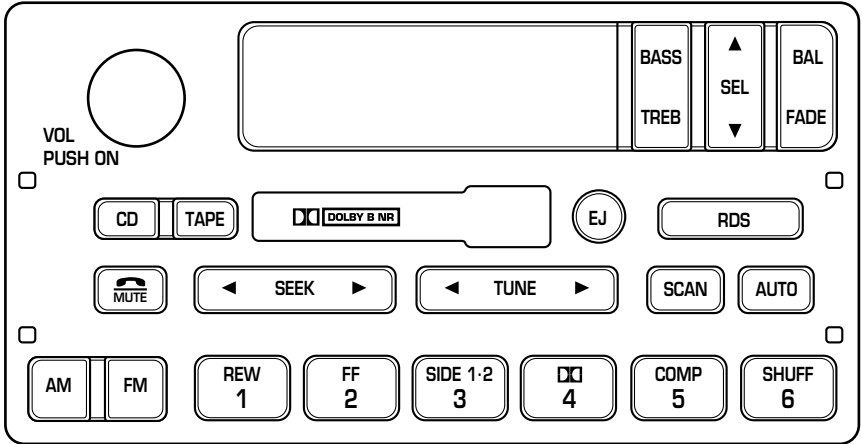 BASS
TREB
▲
SEL
▼
BAL
FADE
VOL
PUSH ON
CD
TAPE
DOLBY B NR
EJ
RDS
MUTE
◄ SEEK ►
◄ TUNE ►
SCAN
AUTO
AM
FM
REW
1
FF
2
SIDE 1·2
3
4
COMP
5
SHUFF
6